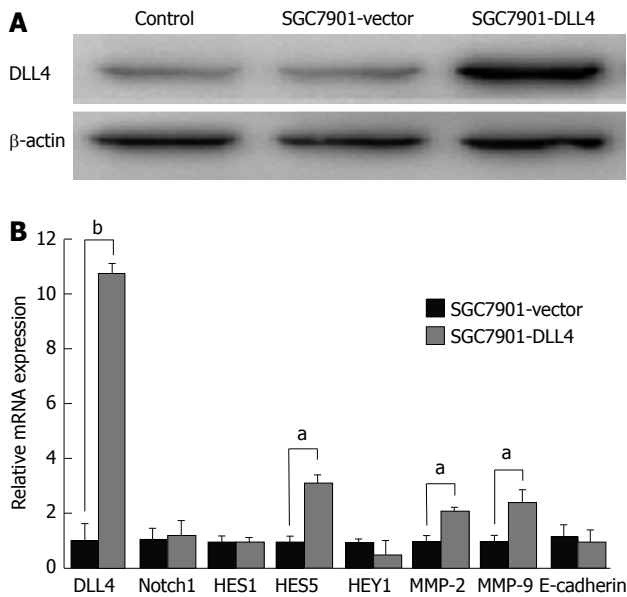 A
Control SGC7901-vector SGC7901-DLL4
DLL4
β-actin
B
Relative mRNA expression
12
10
8
6
4
2
0
b
a
a
a
SGC7901-vector
SGC7901-DLL4
DLL4 Notch1 HES1 HES5 HEY1 MMP-2 MMP-9 E-cadherin